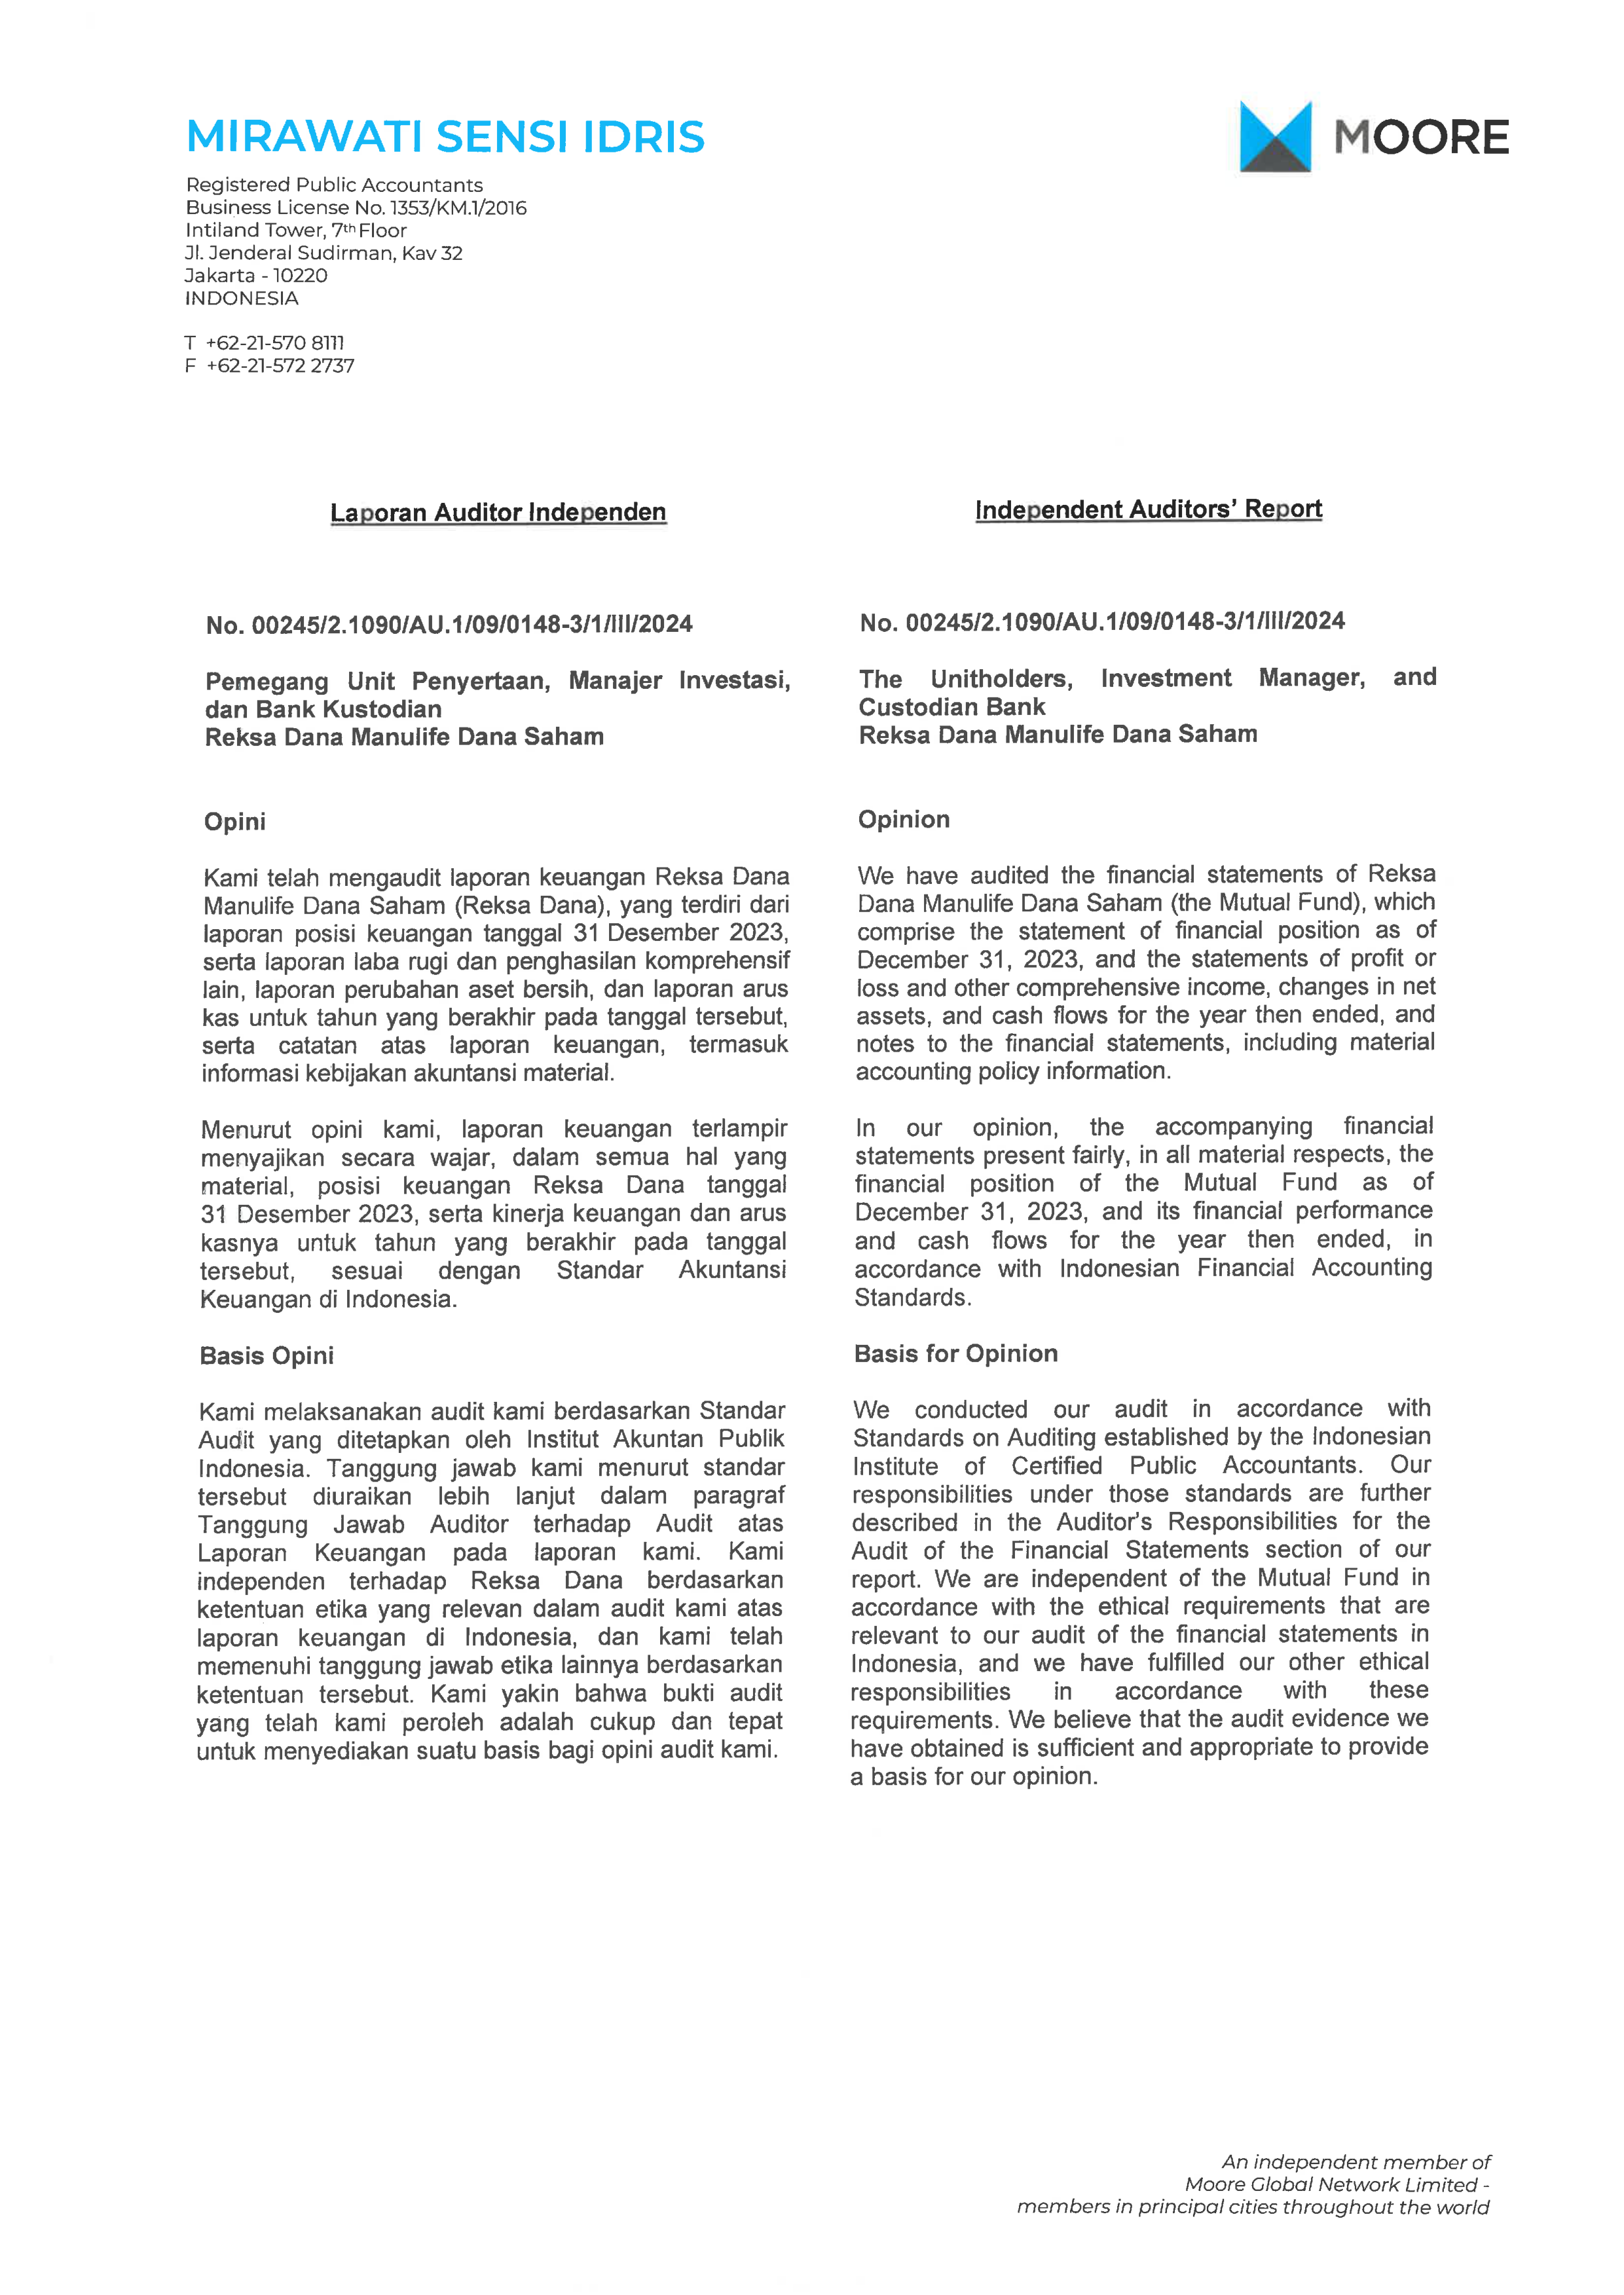 MIRAWATI SENSI IDRIS
MOORE
Registered Public Accountants
Business License No. 1353/KM.1/2016
Intiland Tower, 7th Floor
Jl. Jenderal Sudirman, Kav 32
Jakarta - 10220
INDONESIA
T +62-21-570 8111
F +62-21-572 2737
Laporan Auditor Independen
No. 00245/2.1090/AU.1/09/0148-3/1/III/2024
Pemegang Unit Penyertaan, Manajer Investasi,
dan Bank Kustodian
Reksa Dana Manulife Dana Saham
Opini
Kami telah mengaudit laporan keuangan Reksa Dana
Manulife Dana Saham (Reksa Dana), yang terdiri dari
laporan posisi keuangan tanggal 31 Desember 2023,
serta laporan laba rugi dan penghasilan komprehensif
lain, laporan perubahan aset bersih, dan laporan arus
kas untuk tahun yang berakhir pada tanggal tersebut,
serta catatan atas laporan keuangan, termasuk
informasi kebijakan akuntansi material.
Menurut opini kami, laporan keuangan terlampir
menyajikan secara wajar, dalam semua hal yang
material, posisi keuangan Reksa Dana tanggal
31 Desember 2023, serta kinerja keuangan dan arus
kasnya untuk tahun yang berakhir pada tanggal
tersebut, sesuai dengan Standar Akuntansi
Keuangan di Indonesia.
Basis Opini
Kami melaksanakan audit kami berdasarkan Standar
Audit yang ditetapkan oleh Institut Akuntan Publik
Indonesia. Tanggung jawab kami menurut standar
tersebut diuraikan lebih lanjut dalam paragraf
Tanggung Jawab Auditor terhadap Audit atas
Laporan Keuangan pada laporan kami. Kami
independen terhadap Reksa Dana berdasarkan
ketentuan etika yang relevan dalam audit kami atas
laporan keuangan di Indonesia, dan kami telah
memenuhi tanggung jawab etika lainnya berdasarkan
ketentuan tersebut. Kami yakin bahwa bukti audit
yang telah kami peroleh adalah cukup dan tepat
untuk menyediakan suatu basis bagi opini audit kami.
Independent Auditors' Report
No. 00245/2.1090/AU.1/09/0148-3/1/III/2024
The Unitholders, Investment Manager, and
Custodian Bank
Reksa Dana Manulife Dana Saham
Opinion
We have audited the financial statements of Reksa
Dana Manulife Dana Saham (the Mutual Fund), which
comprise the statement of financial position as of
December 31, 2023, and the statements of profit or
loss and other comprehensive income, changes in net
assets, and cash flows for the year then ended, and
notes to the financial statements, including material
accounting policy information.
In our opinion, the accompanying financial
statements present fairly, in all material respects, the
financial position of the Mutual Fund as of
December 31, 2023, and its financial performance
and cash flows for the year then ended, in
accordance with Indonesian Financial Accounting
Standards.
Basis for Opinion
We conducted our audit in accordance with
Standards on Auditing established by the Indonesian
Institute of Certified Public Accountants. Our
responsibilities under those standards are further
described in the Auditor's Responsibilities for the
Audit of the Financial Statements section of our
report. We are independent of the Mutual Fund in
accordance with the ethical requirements that are
relevant to our audit of the financial statements in
Indonesia, and we have fulfilled our other ethical
responsibilities in accordance with these
requirements. We believe that the audit evidence we
have obtained is sufficient and appropriate to provide
a basis for our opinion.
An independent member of
Moore Global Network Limited -
members in principal cities throughout the world